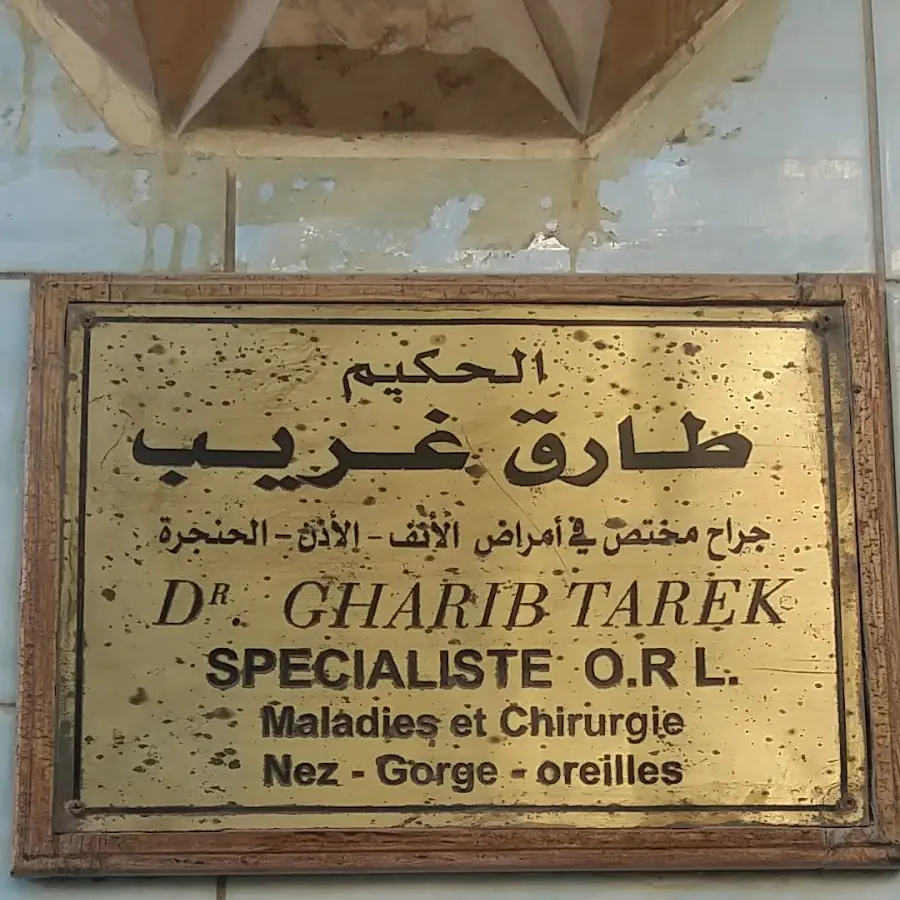 الحكيم
طارق غريب
جراح مختص في أمراض الأنف - الأذن - الحنجرة
DR GHARIB TAREK
SPECIALISTE O.R L.
Maladies et Chirurgie
Nez - Gorge - oreilles